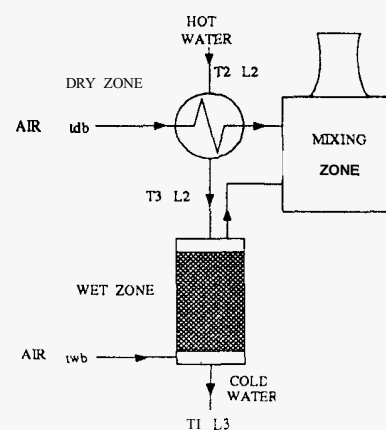 HOT
WATER
T2 L2
DRY ZONE
AIR tdb
MIXING
ZONE
T3 L2
WET ZONE
AIR twb
COLD
WATER
TI L3